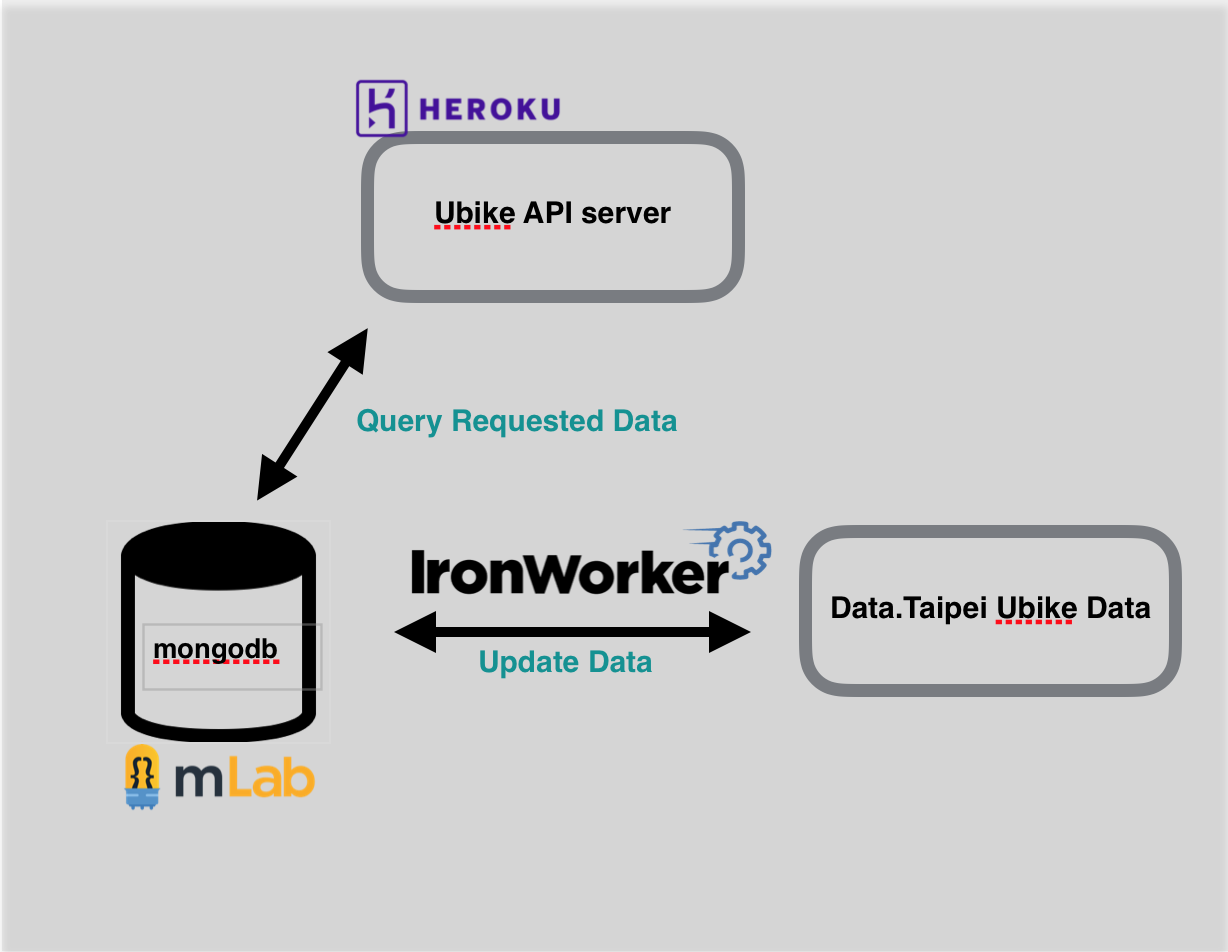 HEROKU
Ubike API server
Query Requested Data
IronWorker
Data.Taipei Ubike Data
mongodb
Update Data
{}
mLab